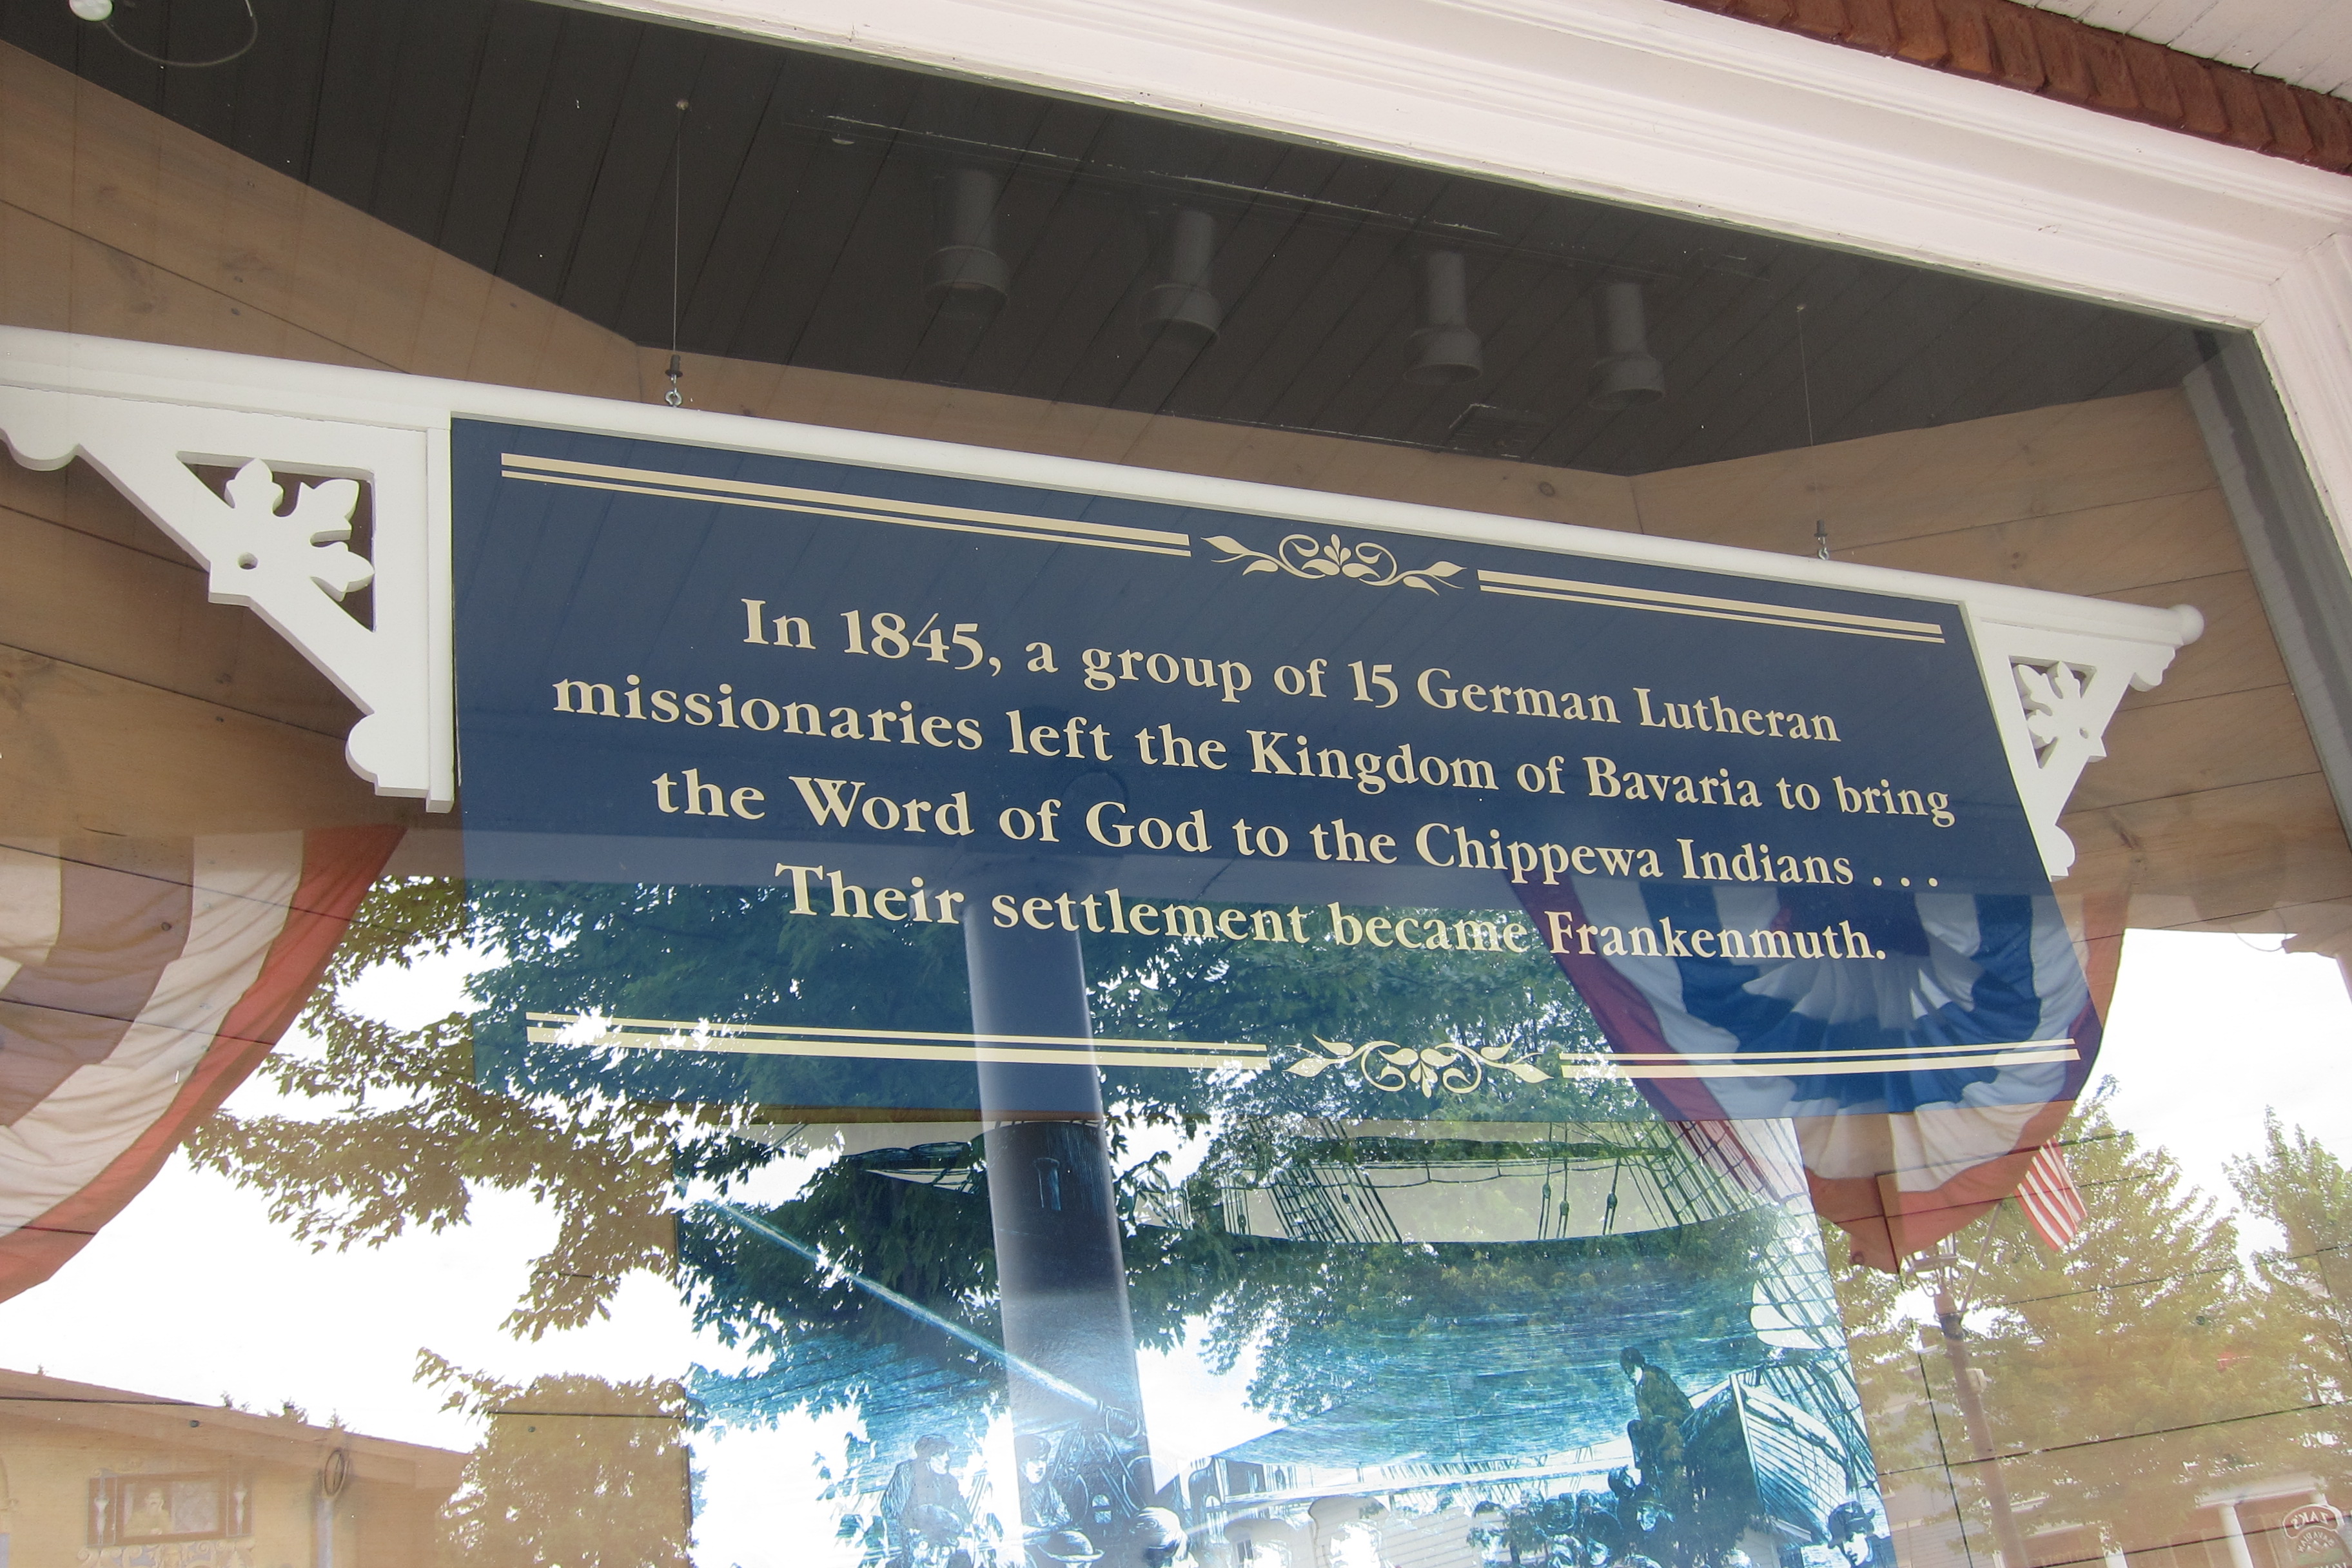 In 1845, a group of 15 German Lutheran
missionaries left the Kingdom of Bavaria to bring
the Word of God to the Chippewa Indians . . .
Their settlement became Frankenmuth.